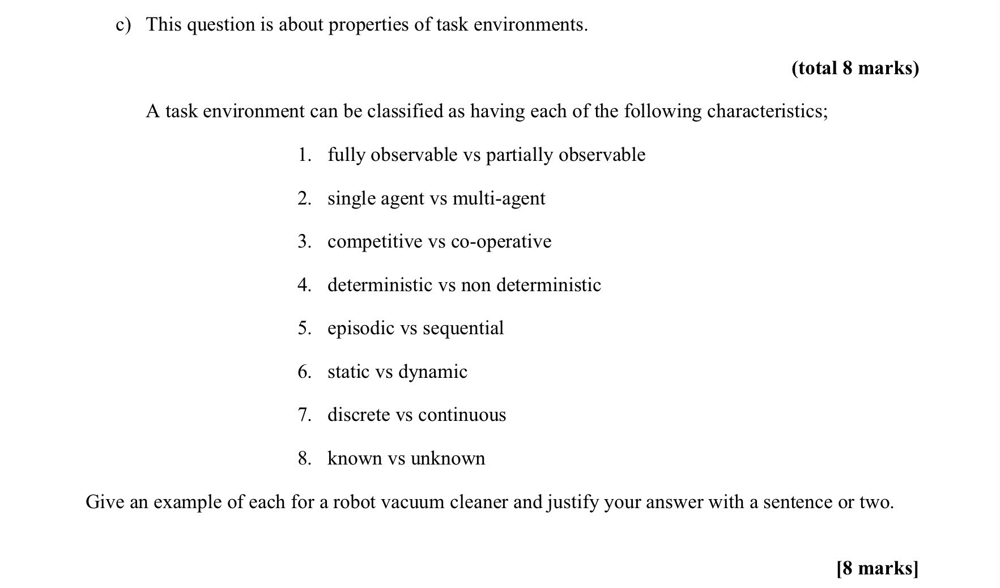 c) This question is about properties of task environments.
(total 8 marks)
A task environment can be classified as having each of the following characteristics;
1. fully observable vs partially observable
2. single agent vs multi-agent
3. competitive vs co-operative
4. deterministic vs non deterministic
5. episodic vs sequential
6. static vs dynamic
7. discrete vs continuous
8. known vs unknown
Give an example of each for a robot vacuum cleaner and justify your answer with a sentence or two.
[8 marks]